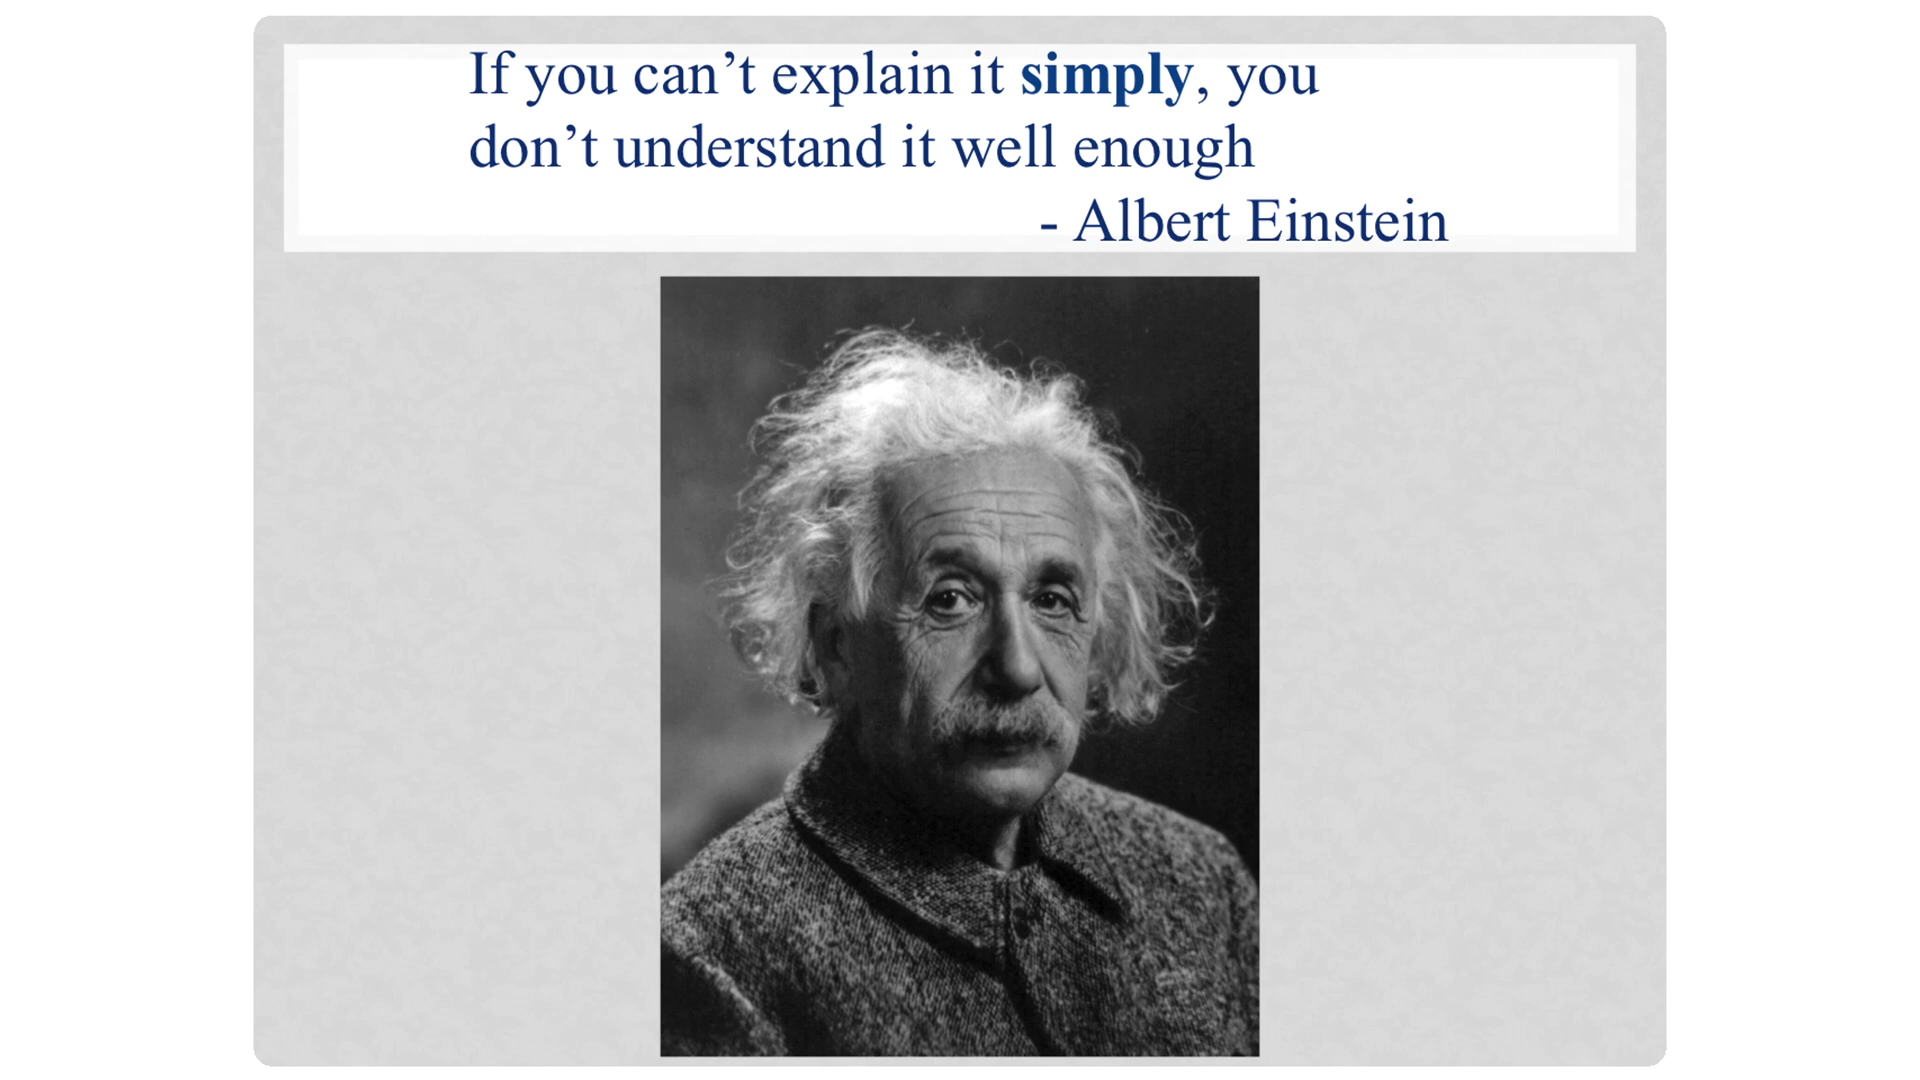 If you can’t explain it simply, you
don’t understand it well enough
- Albert Einstein